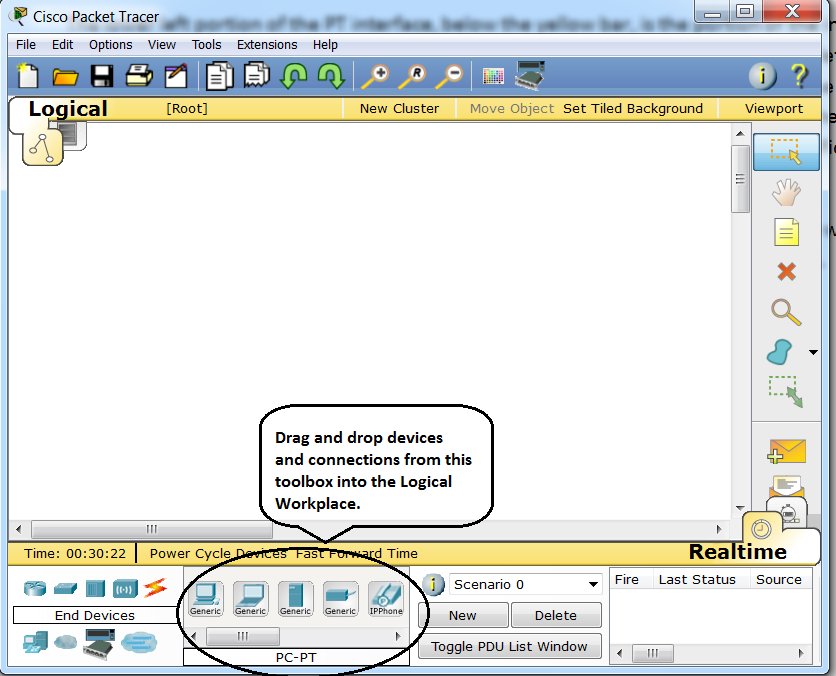 Cisco Packet Tracer
File Edit Options View Tools Extensions Help
R
i ?
Logical [Root] New Cluster Move Object Set Tiled Background Viewport
Drag and drop devices
and connections from this
toolbox into the Logical
Workplace.
Time: 00:30:22 Power Cycle Devices Fast Forward Time Realtime
End Devices
Generic Generic Generic Generic IPPhone
PC-PT
i Scenario 0
New Delete
Toggle PDU List Window
Fire Last Status Source